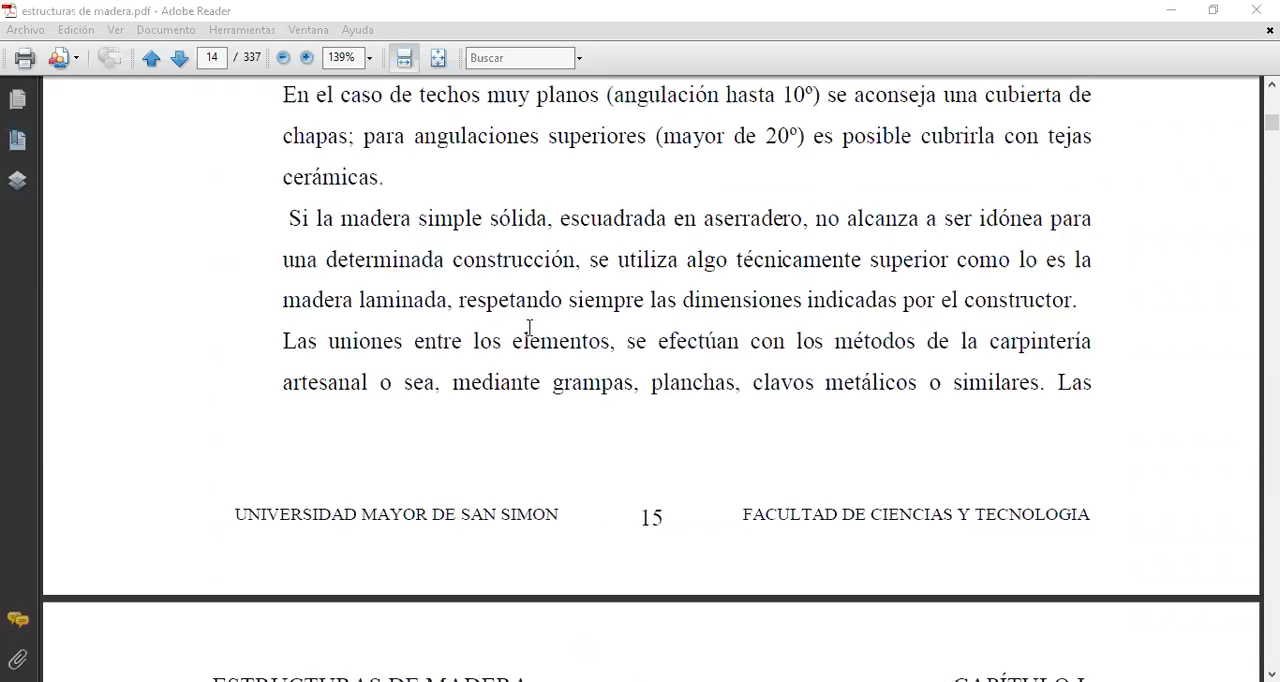 estructuras de madera.pdf - Adobe Reader
Archivo Edición Ver Documento Herramientas Ventana Ayuda
14 / 337 139% Buscar
En el caso de techos muy planos (angulación hasta 10º) se aconseja una cubierta de
chapas; para angulaciones superiores (mayor de 20º) es posible cubrirla con tejas
cerámicas.
Si la madera simple sólida, escuadrada en aserradero, no alcanza a ser idónea para
una determinada construcción, se utiliza algo técnicamente superior como lo es la
madera laminada, respetando siempre las dimensiones indicadas por el constructor.
Las uniones entre los elementos, se efectúan con los métodos de la carpintería
artesanal o sea, mediante grampas, planchas, clavos metálicos o similares. Las
UNIVERSIDAD MAYOR DE SAN SIMON 15 FACULTAD DE CIENCIAS Y TECNOLOGIA
ESTRUCTURAS DE MADERA CAPÍTULO I